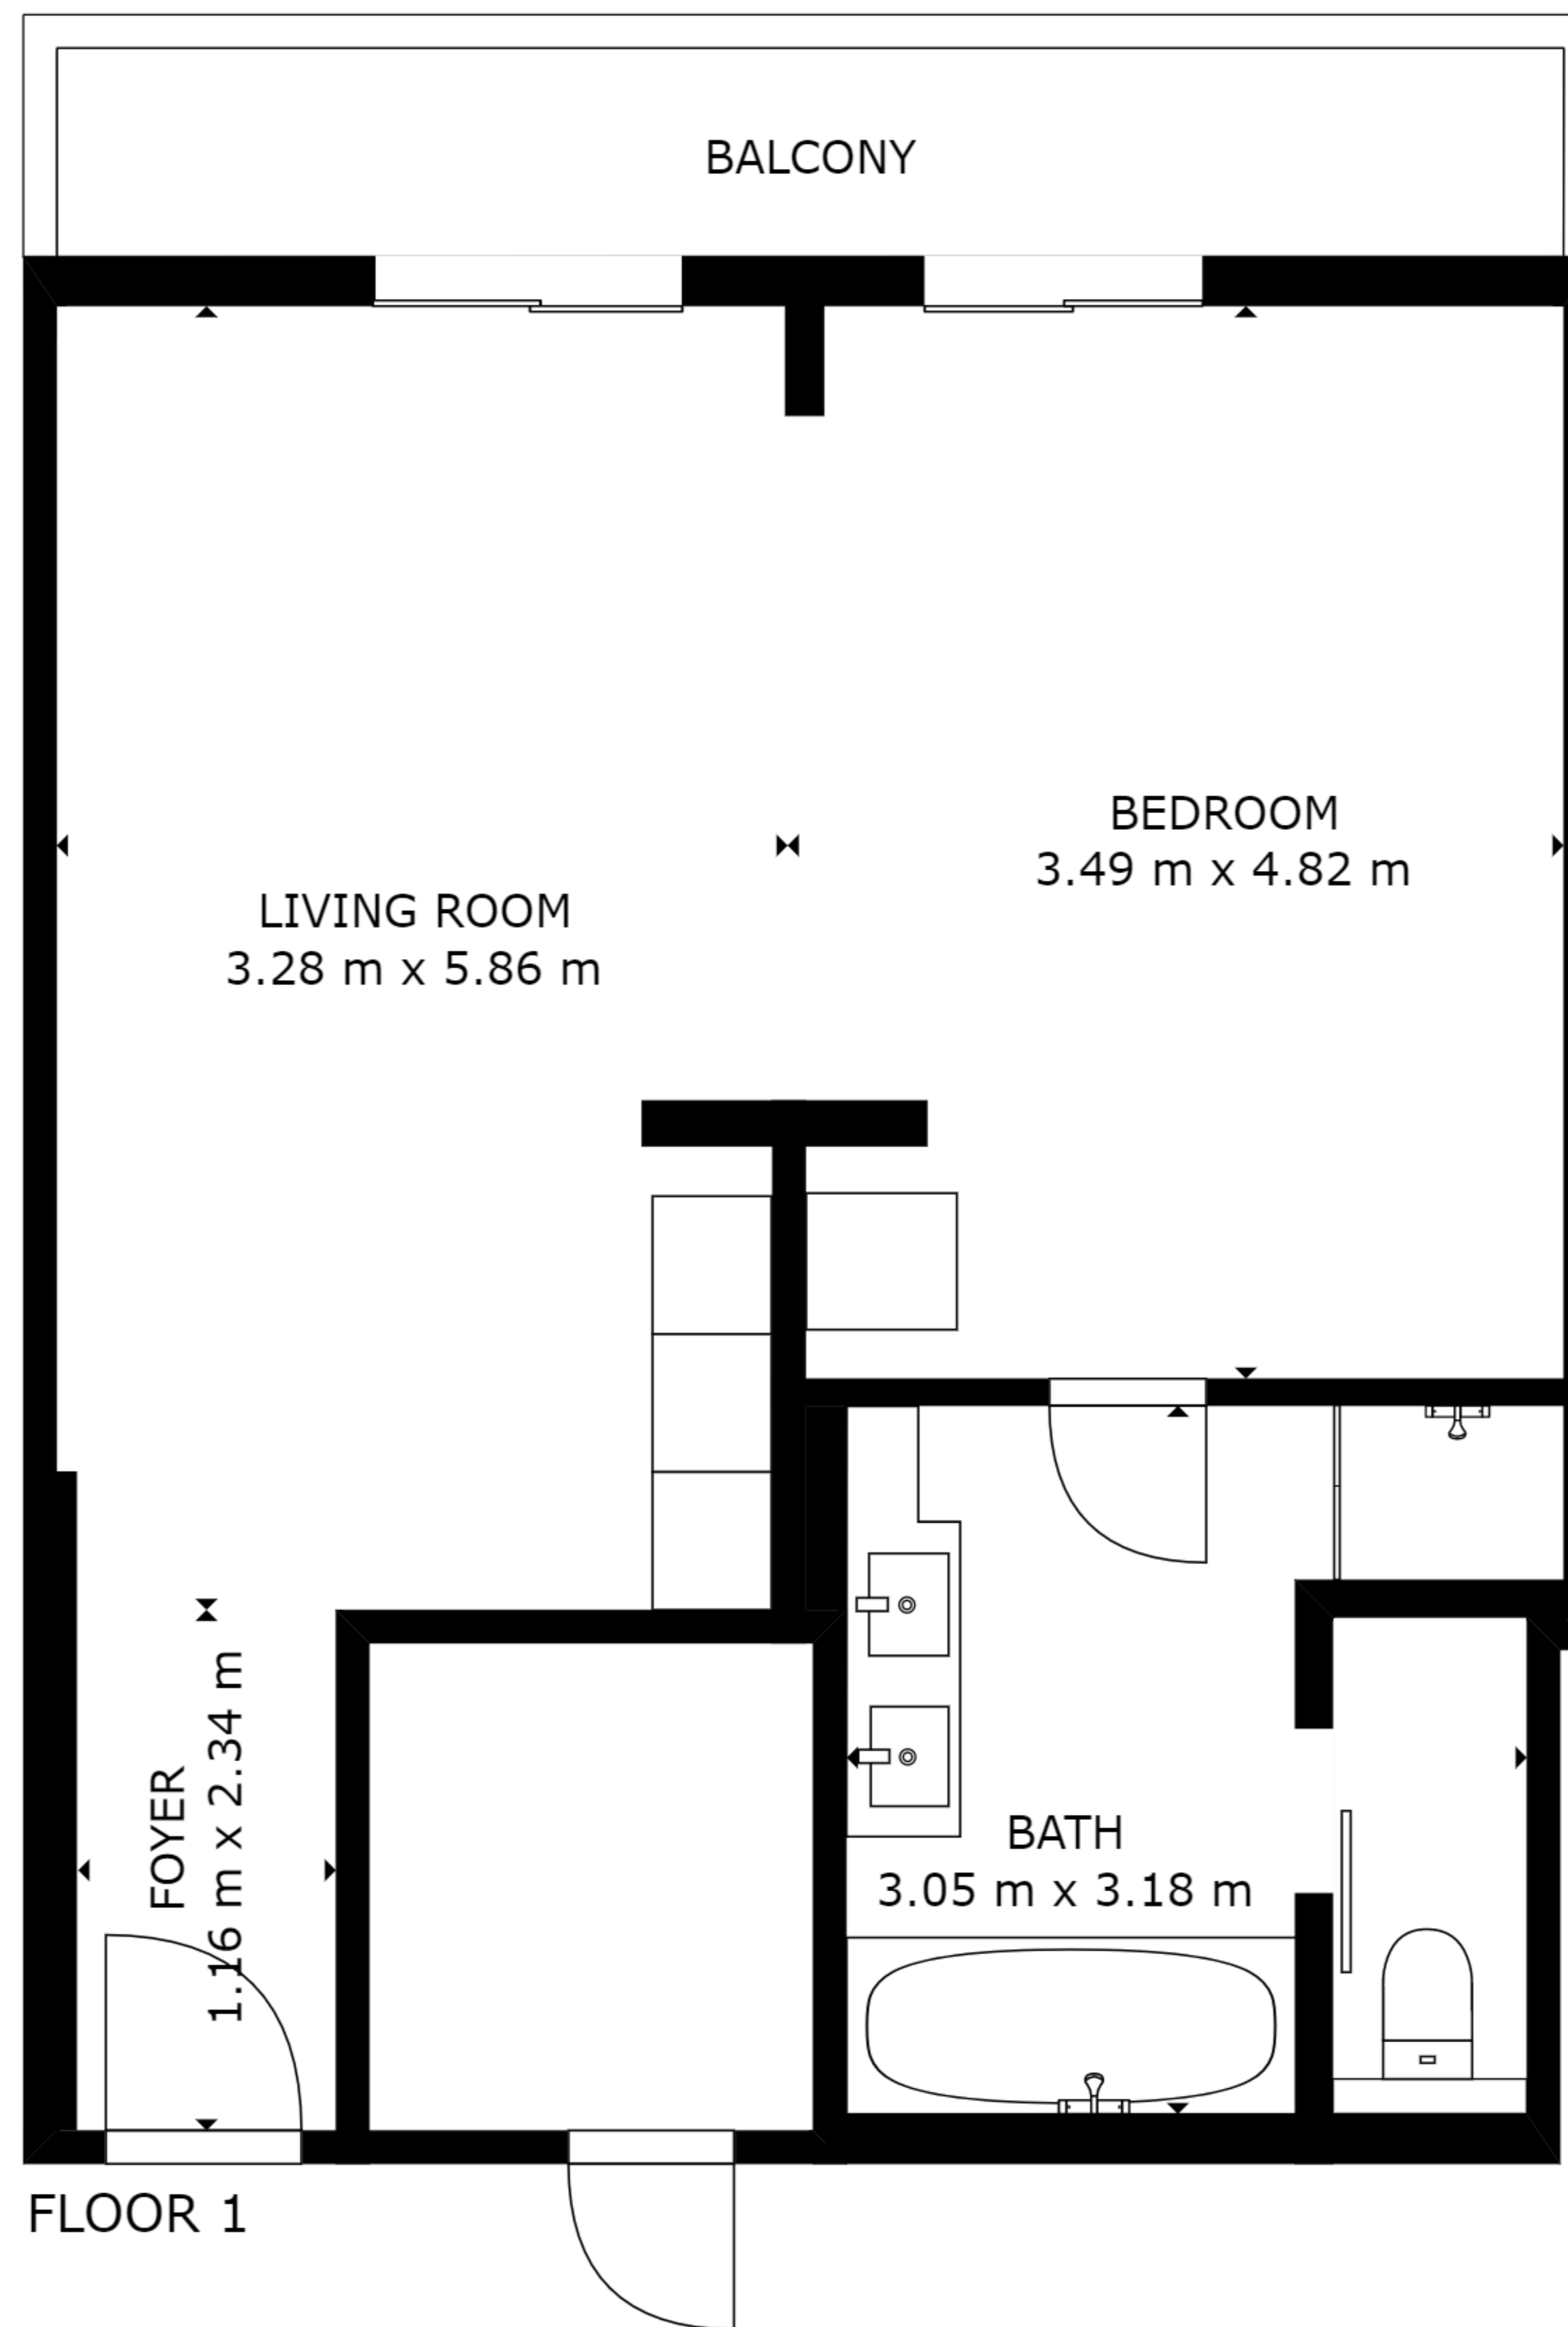 BALCONY
BEDROOM
3.49 m x 4.82 m
LIVING ROOM
3.28 m x 5.86 m
FOYER
1.16 m x 2.34 m
BATH
3.05 m x 3.18 m
FLOOR 1